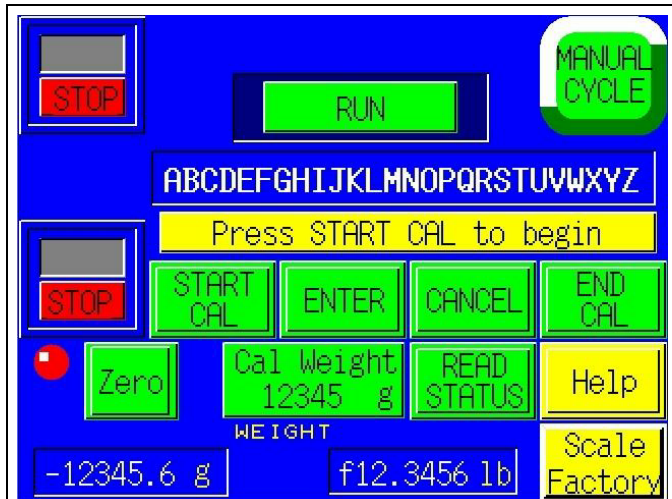 STOP
RUN
MANUAL
CYCLE
ABCDEFGHIJKLMNOPQRSTUVWXYZ
Press START CAL to begin
STOP
START
CAL
ENTER
CANCEL
END
CAL
Zero
Cal Weight
12345 g
READ
STATUS
Help
WEIGHT
-12345.6 g
f12.3456 lb
Scale
Factory